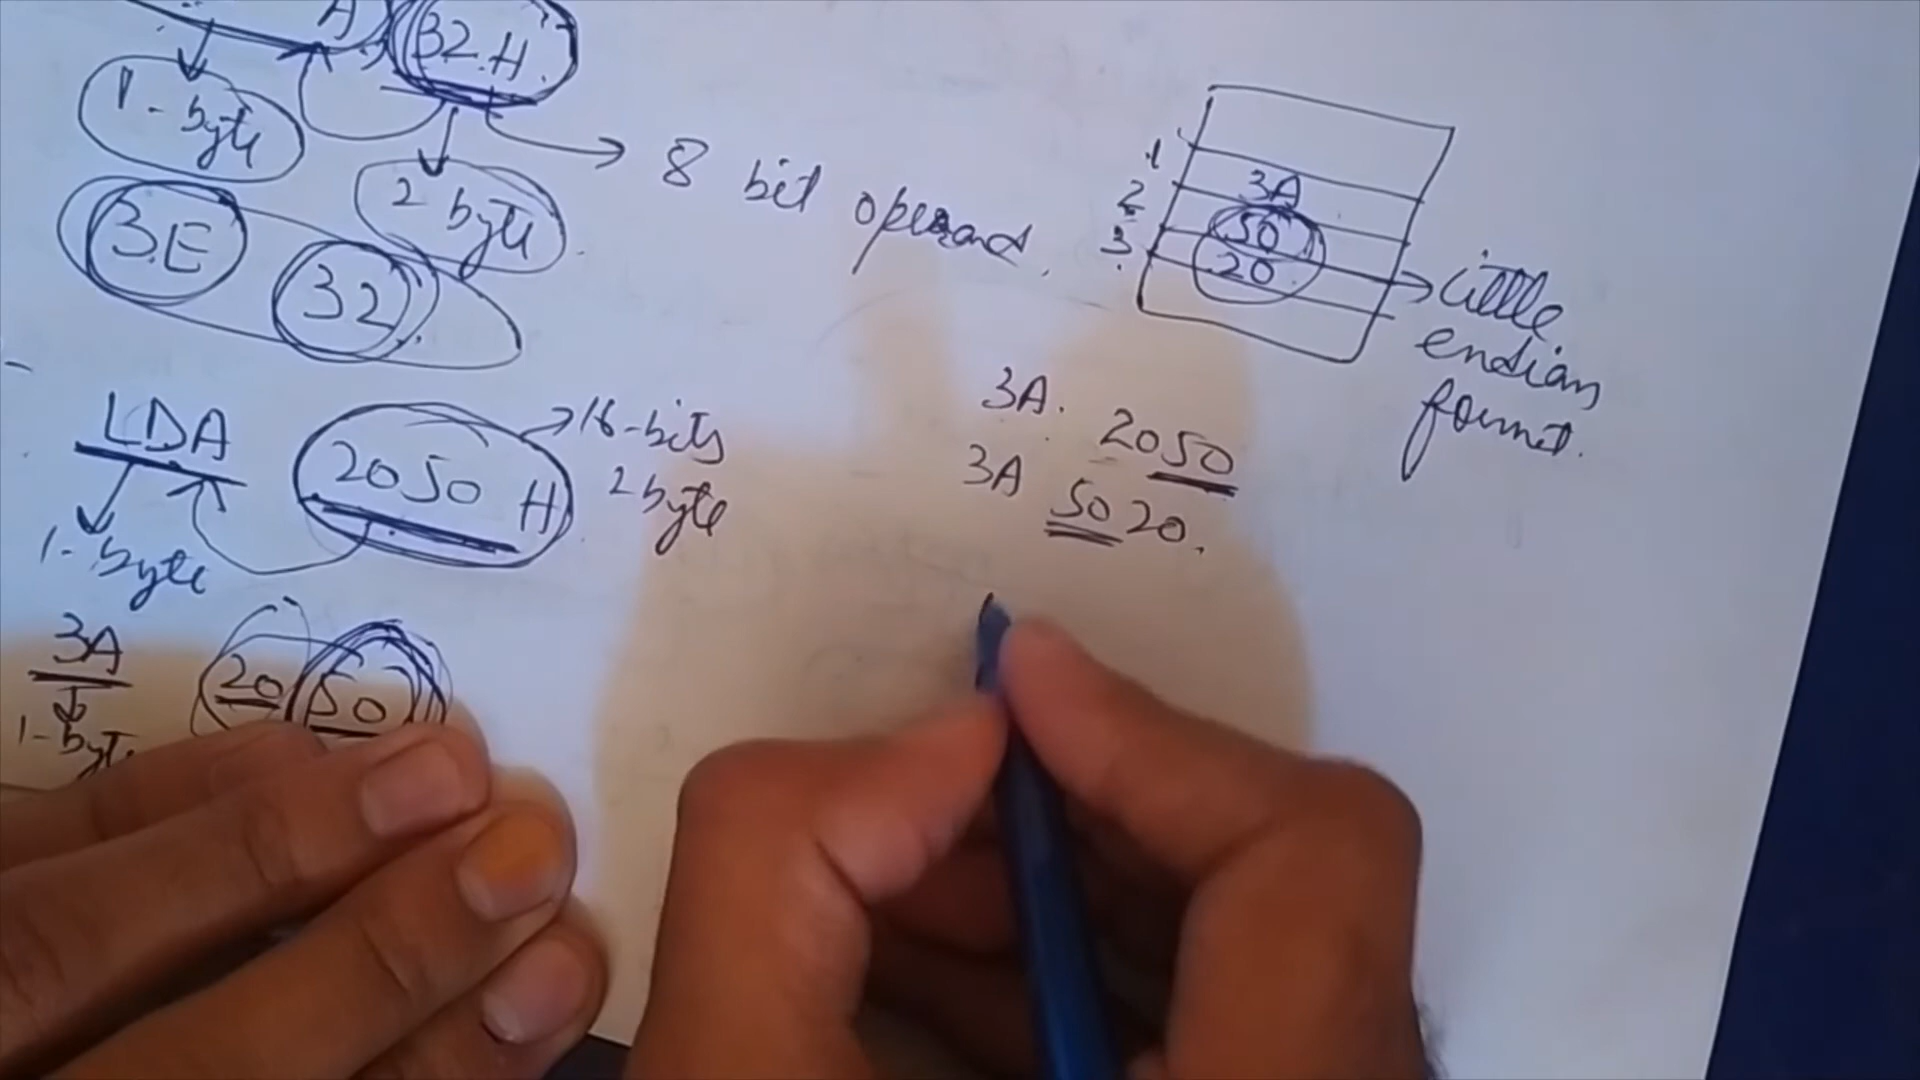 A, 32.H.
1-byte
2 byte
8 bit operand.
3.E 32
LDA 2050 H
16-bits
2 byte
1-byte
3A 20 50
1-byte
1
2
3
3A
50
20
Little
endian
format.
3A. 2050
3A 5020.